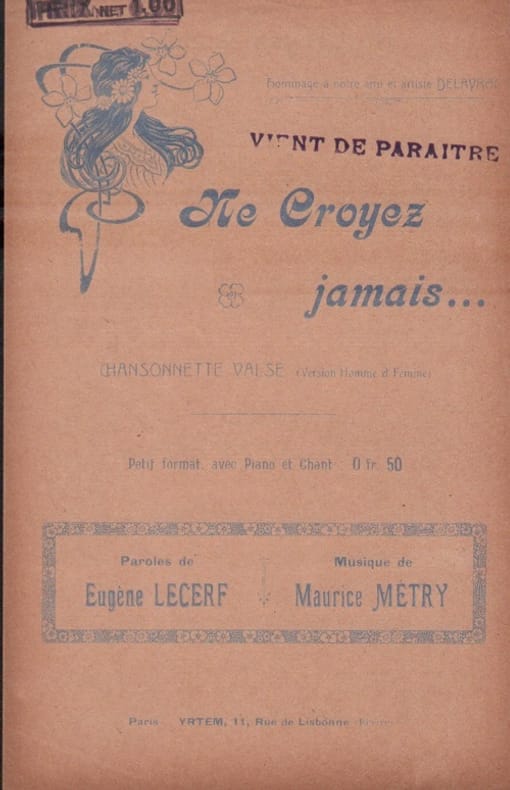 PRIX NET 1.00
Hommage à notre ami et artiste
VIENT DE PARAITRE
Ne Croyez
jamais...
CHANSONNETTE VALSE (Version Homme & Femme)
Petit format, avec Piano et Chant 0 fr. 50
Paroles de
Eugène LECERF
Musique de
Maurice METRY
Paris YRTEM, 11, Rue de Lisbonne